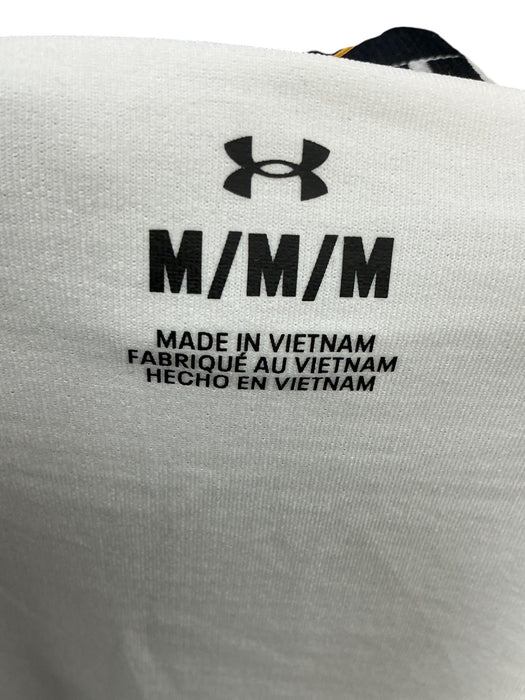 M/M/M
MADE IN VIETNAM
FABRIQUÉ AU VIETNAM
HECHO EN VIETNAM